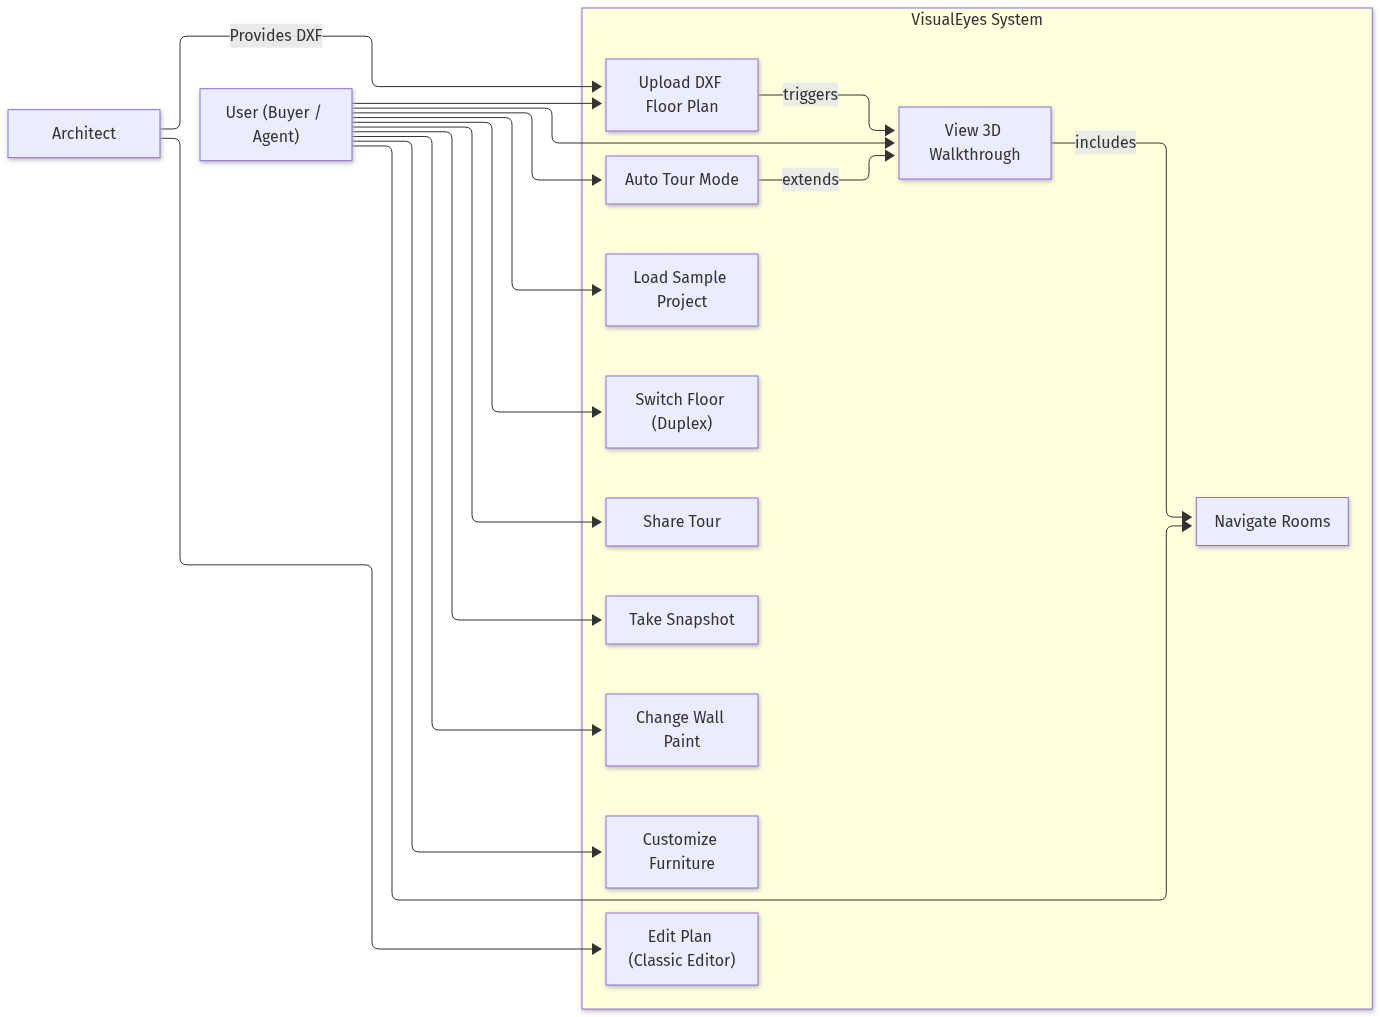 VisualEyes System
Provides DXF
Upload DXF
Floor Plan
triggers
User (Buyer /
Agent)
Architect
View 3D
Walkthrough
includes
Auto Tour Mode
extends
Load Sample
Project
Switch Floor
(Duplex)
Share Tour
Navigate Rooms
Take Snapshot
Change Wall
Paint
Customize
Furniture
Edit Plan
(Classic Editor)